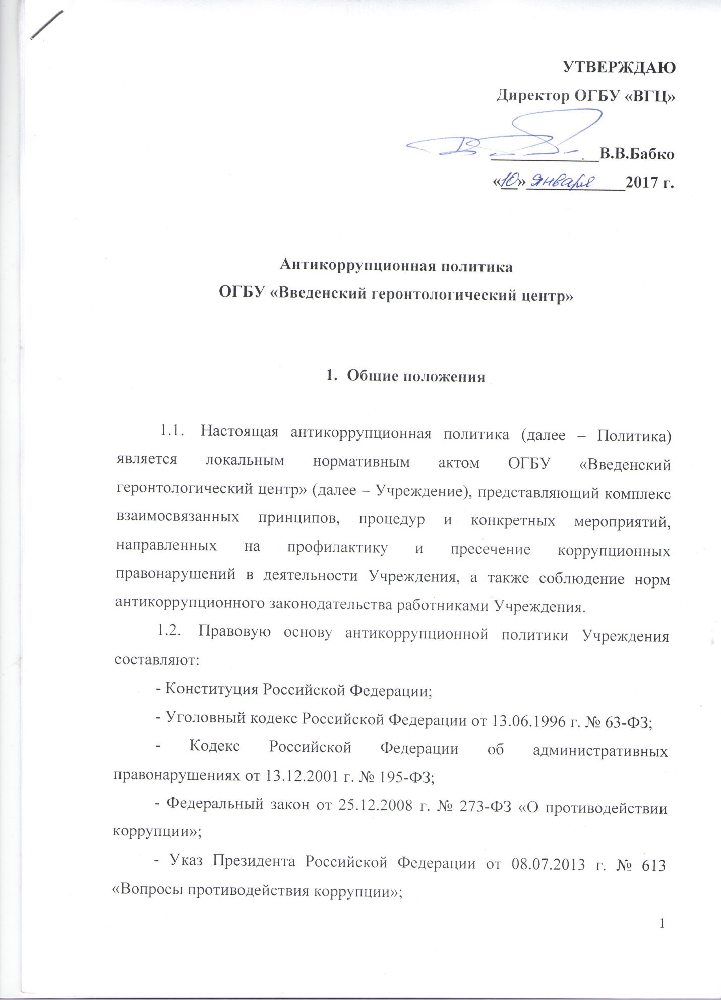 УТВЕРЖДАЮ
Директор ОГБУ «ВГЦ»
_____________В.В.Бабко
«10» января 2017 г.
Антикоррупционная политика
ОГБУ «Введенский геронтологический центр»
1. Общие положения
1.1. Настоящая антикоррупционная политика (далее – Политика)
является локальным нормативным актом ОГБУ «Введенский
геронтологический центр» (далее – Учреждение), представляющий комплекс
взаимосвязанных принципов, процедур и конкретных мероприятий,
направленных на профилактику и пресечение коррупционных
правонарушений в деятельности Учреждения, а также соблюдение норм
антикоррупционного законодательства работниками Учреждения.
1.2. Правовую основу антикоррупционной политики Учреждения
составляют:
- Конституция Российской Федерации;
- Уголовный кодекс Российской Федерации от 13.06.1996 г. № 63-ФЗ;
- Кодекс Российской Федерации об административных
правонарушениях от 13.12.2001 г. № 195-ФЗ;
- Федеральный закон от 25.12.2008 г. № 273-ФЗ «О противодействии
коррупции»;
- Указ Президента Российской Федерации от 08.07.2013 г. № 613
«Вопросы противодействия коррупции»;
1